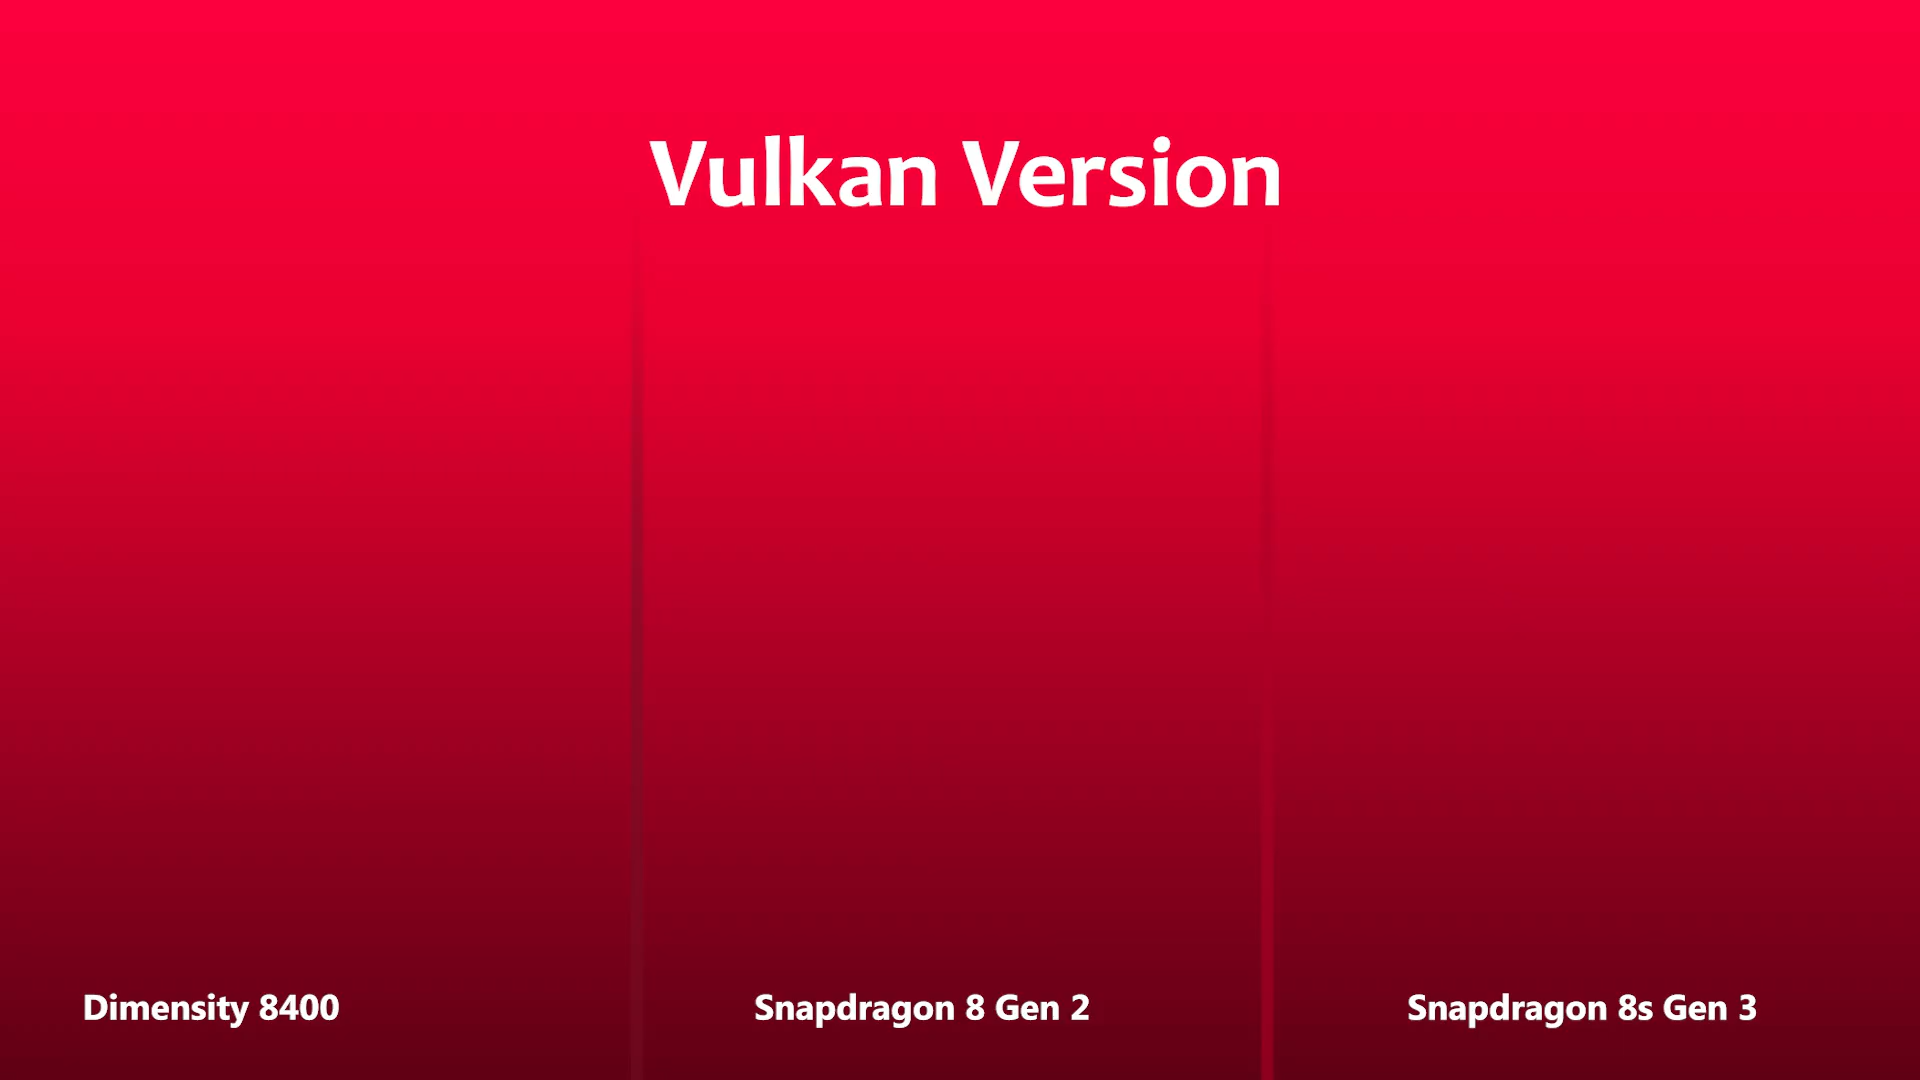 Vulkan Version
Dimensity 8400
Snapdragon 8 Gen 2
Snapdragon 8s Gen 3